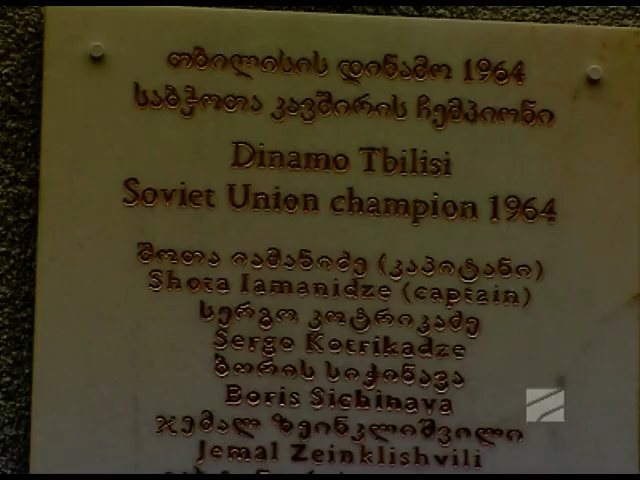 თბილისის დინამო 1964
საბჭოთა კავშირის ჩემპიონი
Dinamo Tbilisi
Soviet Union champion 1964
შოთა იამანიძე (კაპიტანი)
Shota Iamanidze (captain)
სერგო კოტრიკაძე
Sergo Kotrikadze
ბორის სიჭინავა
Boris Sichinava
ჯემალ ზეინკლიშვილი
Jemal Zeinklishvili